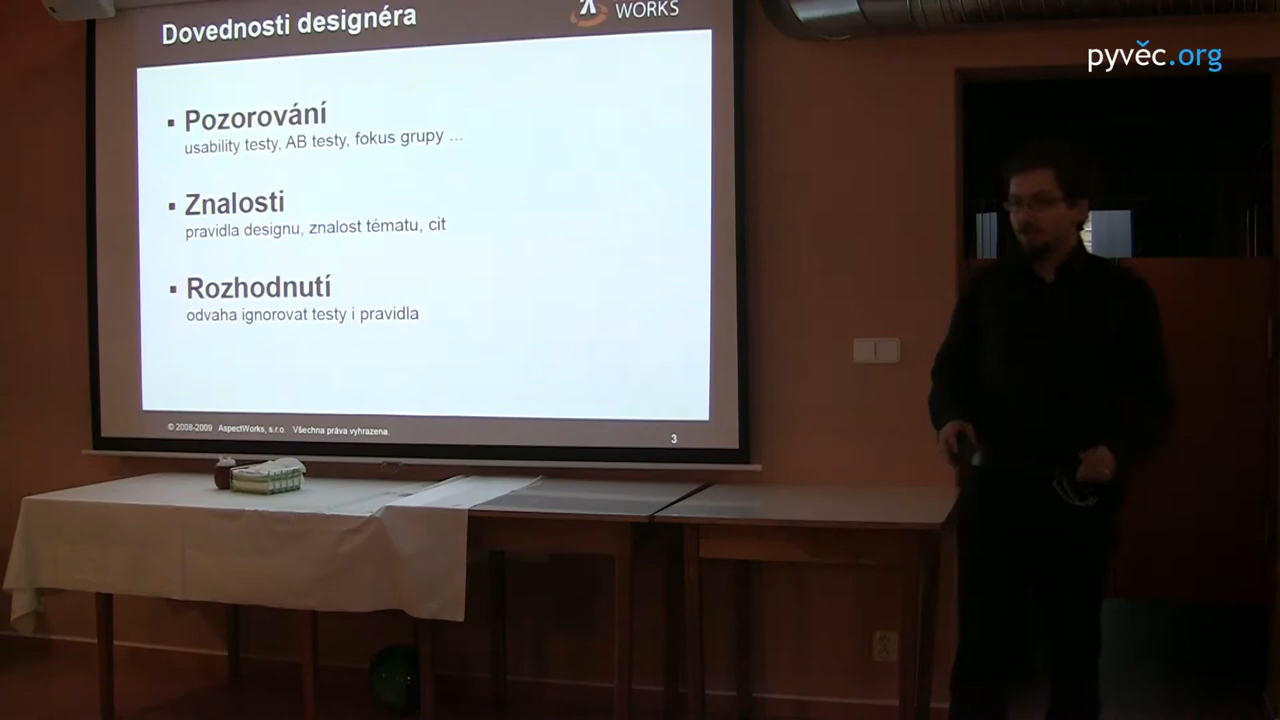 Dovednosti designéra
WORKS
pyvěc.org
▪ Pozorování
usability testy, AB testy, fokus grupy ...
▪ Znalosti
pravidla designu, znalost tématu, cit
▪ Rozhodnutí
odvaha ignorovat testy i pravidla
© 2008-2009 AspectWorks, s.r.o. Všechna práva vyhrazena.
3